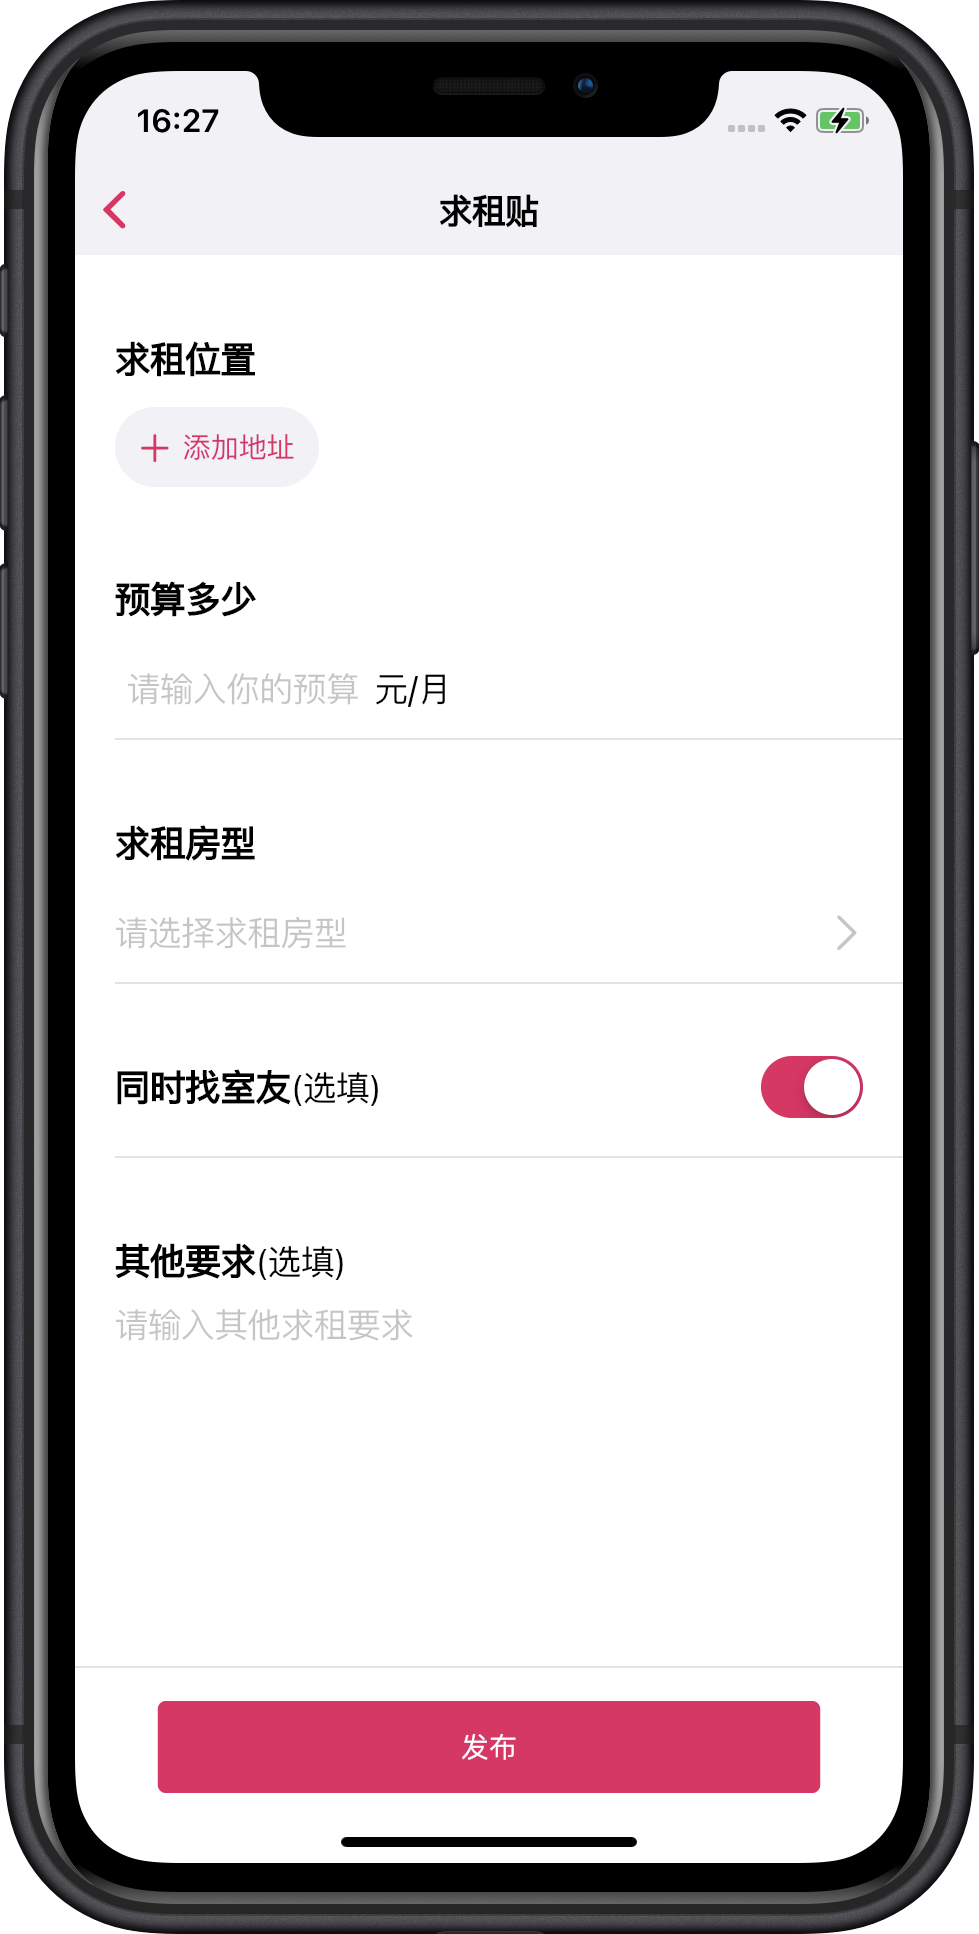 16:27
求租贴
求租位置
添加地址
预算多少
请输入你的预算 元/月
求租房型
请选择求租房型
同时找室友(选填)
其他要求(选填)
请输入其他求租要求
发布